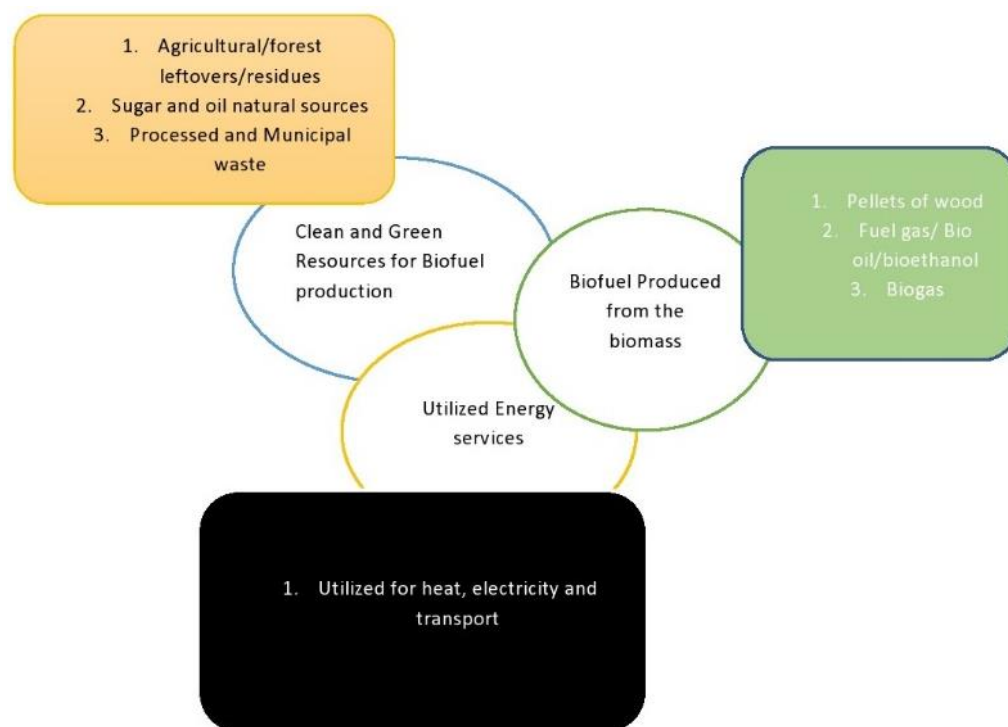 1. Agricultural/forest
leftovers/residues
2. Sugar and oil natural sources
3. Processed and Municipal
waste
Clean and Green
Resources for Biofuel
production
Biofuel Produced
from the
biomass
1. Pellets of wood
2. Fuel gas/ Bio
oil/bioethanol
3. Biogas
Utilized Energy
services
1. Utilized for heat, electricity and
transport